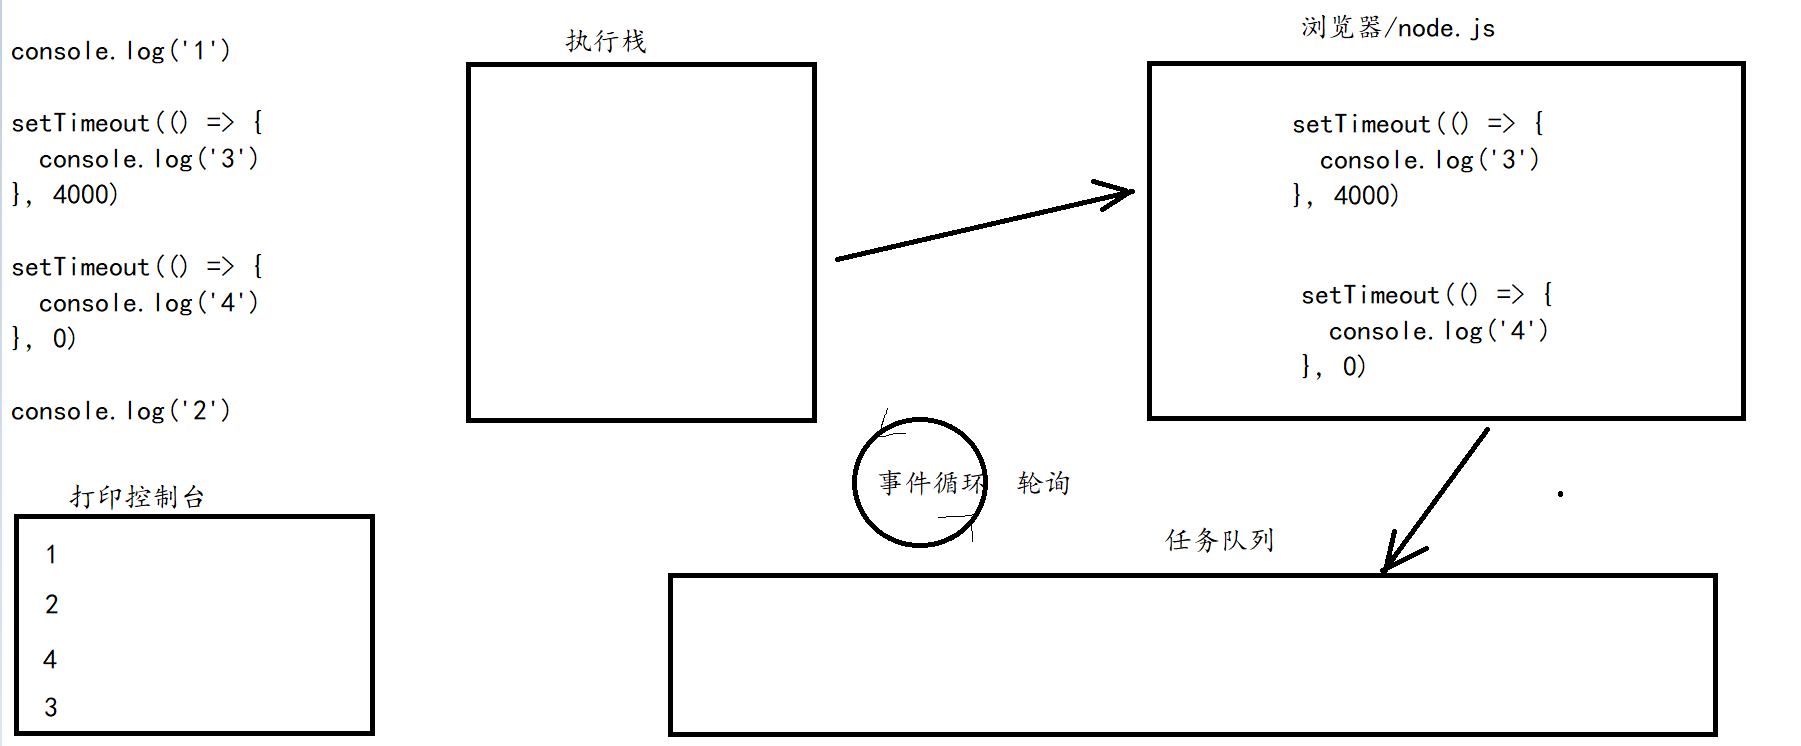 console.log('1')
setTimeout(() => {
console.log('3')
}, 4000)
setTimeout(() => {
console.log('4')
}, 0)
console.log('2')
打印控制台
1
2
4
3
执行栈
浏览器/node.js
setTimeout(() => {
console.log('3')
}, 4000)
setTimeout(() => {
console.log('4')
}, 0)
事件循环 轮询
任务队列